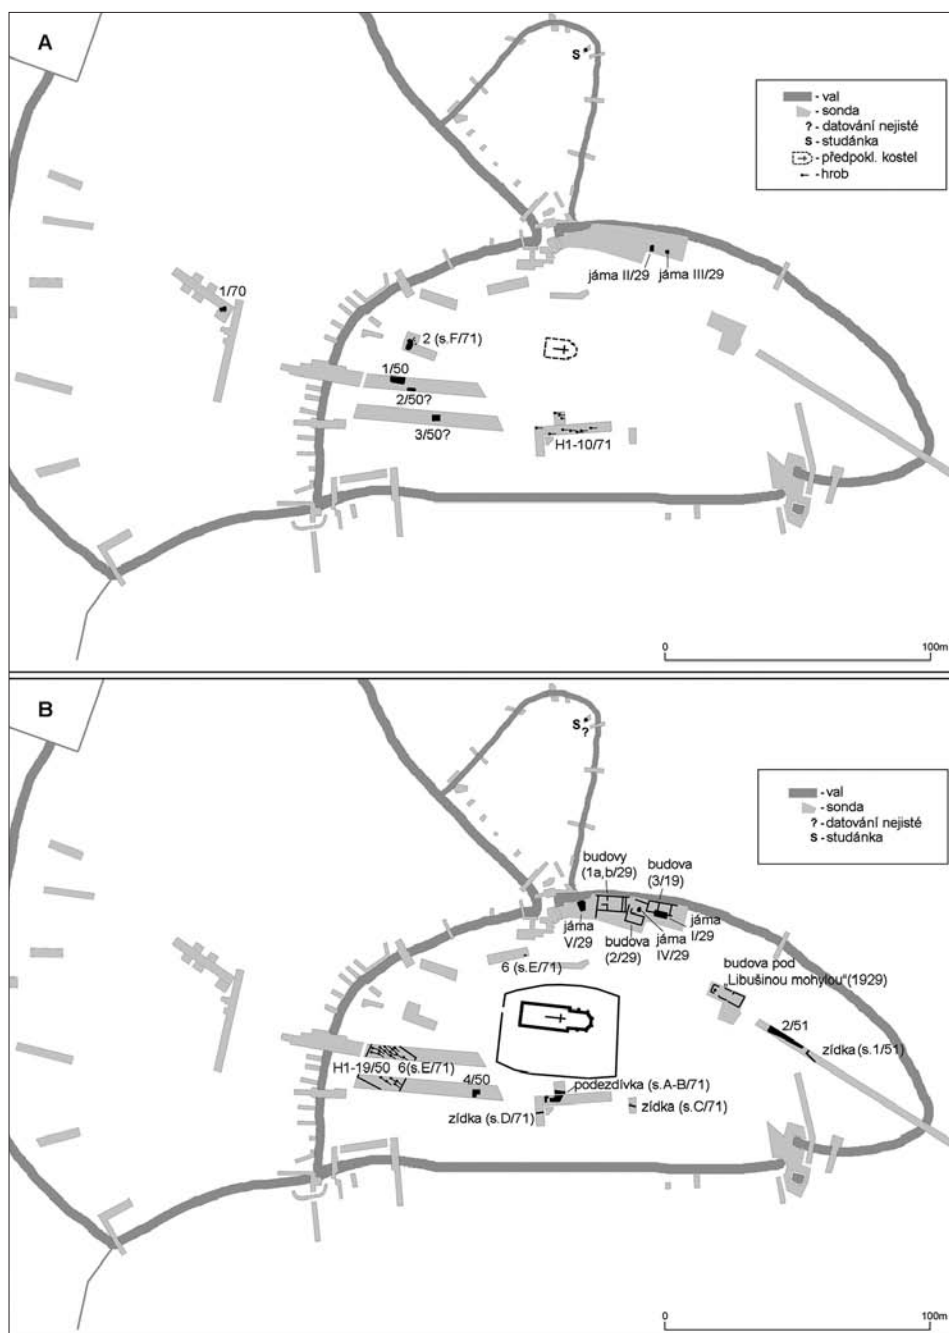 A
S
- val
- sonda
? - datování nejisté
S - studánka
- předpokl. kostel
- hrob
jáma II/29
jáma III/29
1/70
2 (s.F/71)
1/50
2/50?
3/50?
H1-10/71
0
100m
B
S
?
- val
- sonda
? - datování nejisté
S - studánka
budovy
(1a,b/29)
budova
(3/19)
jáma
V/29
budova
(2/29)
jáma
IV/29
jáma
I/29
6 (s.E/71)
budova pod
„Libušinou mohylou“(1929)
2/51
zídka (s.1/51)
H1-19/50
6(s.E/71)
4/50
podezdívka (s.A-B/71)
zídka (s.D/71)
zídka (s.C/71)
0
100m